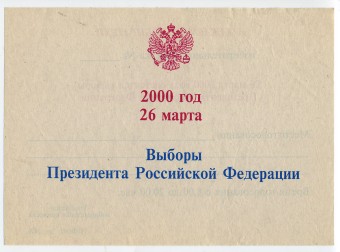 2000 год
26 марта
Выборы
Президента Российской Федерации